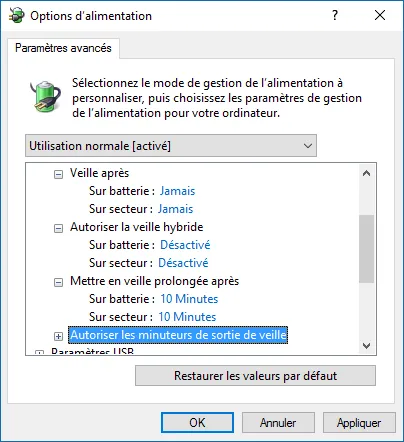 Options d'alimentation
Paramètres avancés
Sélectionnez le mode de gestion de l'alimentation à
personnaliser, puis choisissez les paramètres de gestion
de l'alimentation pour votre ordinateur.
Utilisation normale [activé]
Veille après
Sur batterie : Jamais
Sur secteur : Jamais
Autoriser la veille hybride
Sur batterie : Désactivé
Sur secteur : Désactivé
Mettre en veille prolongée après
Sur batterie : 10 Minutes
Sur secteur : 10 Minutes
Autoriser les minuteurs de sortie de veille
Paramètres USB
Restaurer les valeurs par défaut
OK
Annuler
Appliquer